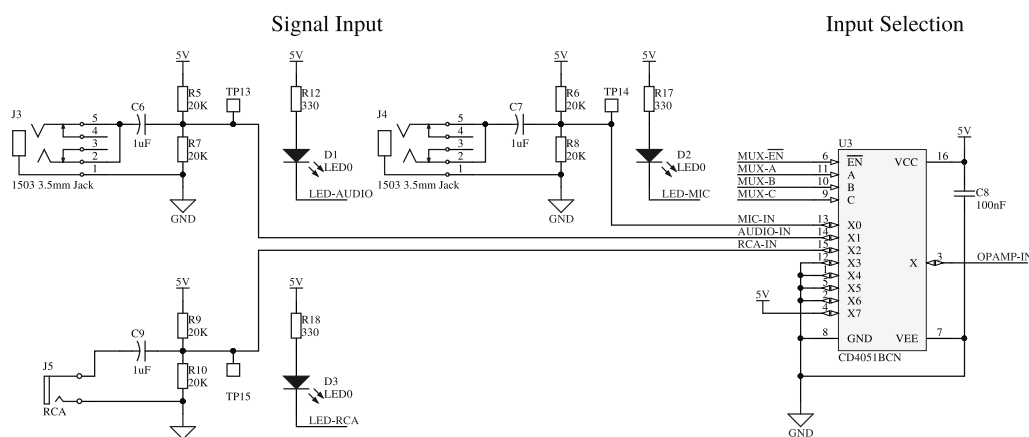 Signal Input
Input Selection
5V
R5
20K
TP13
J3
C6
1uF
5
4
3
2
1
R7
20K
1503 3.5mm Jack
GND
5V
R12
330
D1
LED0
LED-AUDIO
5V
R6
20K
TP14
J4
C7
1uF
5
4
3
2
1
R8
20K
1503 3.5mm Jack
GND
5V
R17
330
D2
LED0
LED-MIC
5V
U3
MUX-EN 6 EN VCC 16
MUX-A 11 A
MUX-B 10 B
MUX-C 9 C
C8
100nF
MIC-IN 13 X0
AUDIO-IN 14 X1
RCA-IN 15 X2
12 X3 X 3 OPAMP-IN
1 X4
5 X5
2 X6
5V 4 X7
8 GND VEE 7
CD4051BCN
GND
5V
R9
20K
C9
1uF
R10
20K
TP15
J5
RCA
5V
R18
330
D3
LED0
LED-RCA